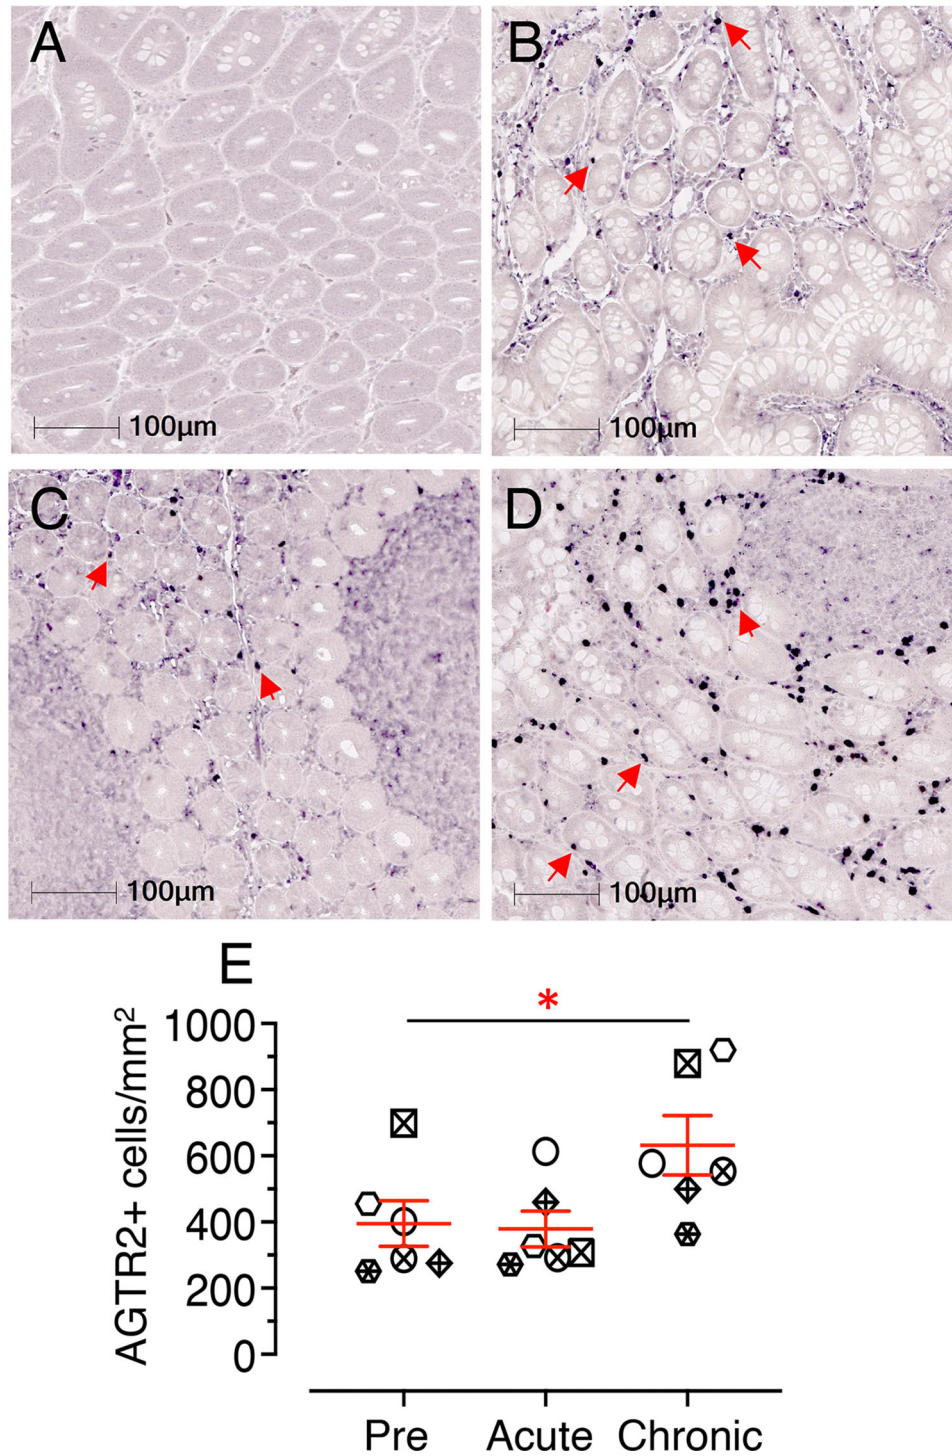 A
B
100μm
100μm
C
D
100μm
100μm
E
*
AGTR2+ cells/mm²
1000
800
600
400
200
0
Pre Acute Chronic